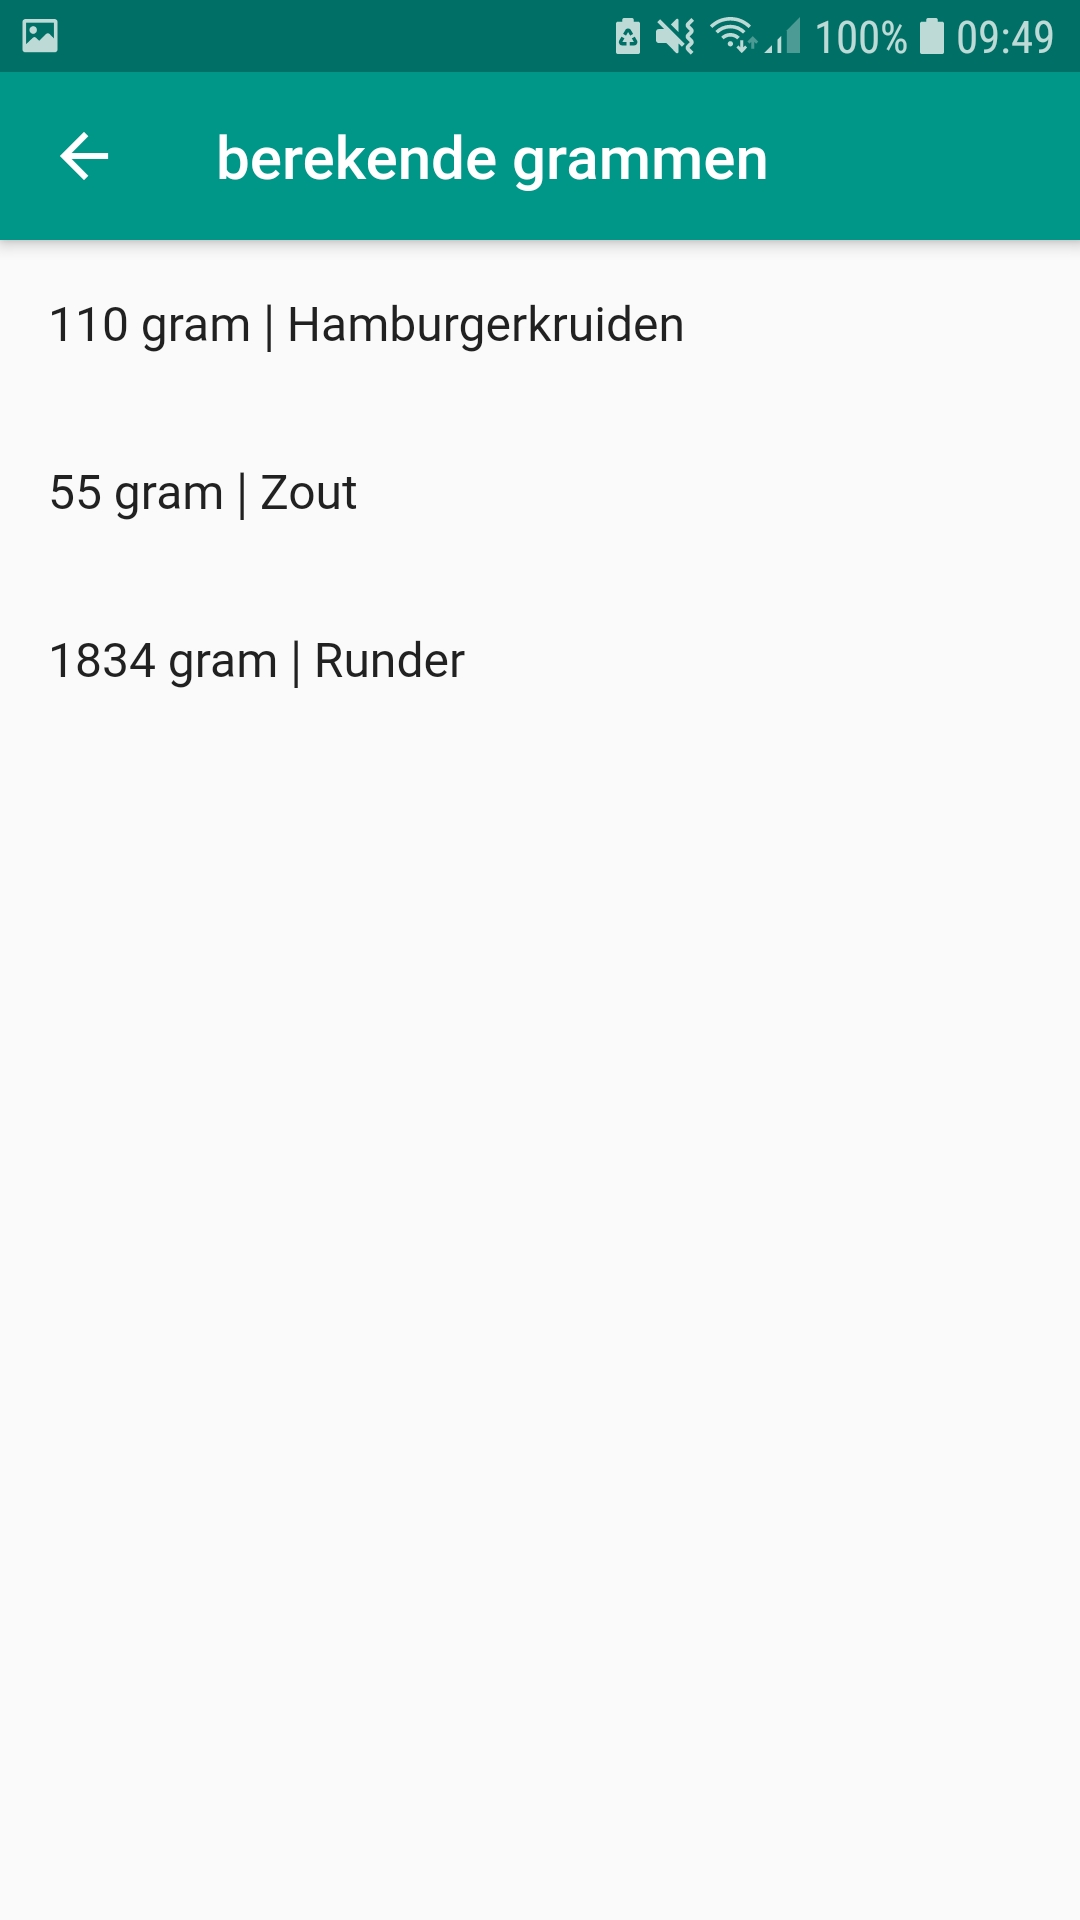 100% 09:49
berekende grammen
110 gram | Hamburgerkruiden
55 gram | Zout
1834 gram | Runder